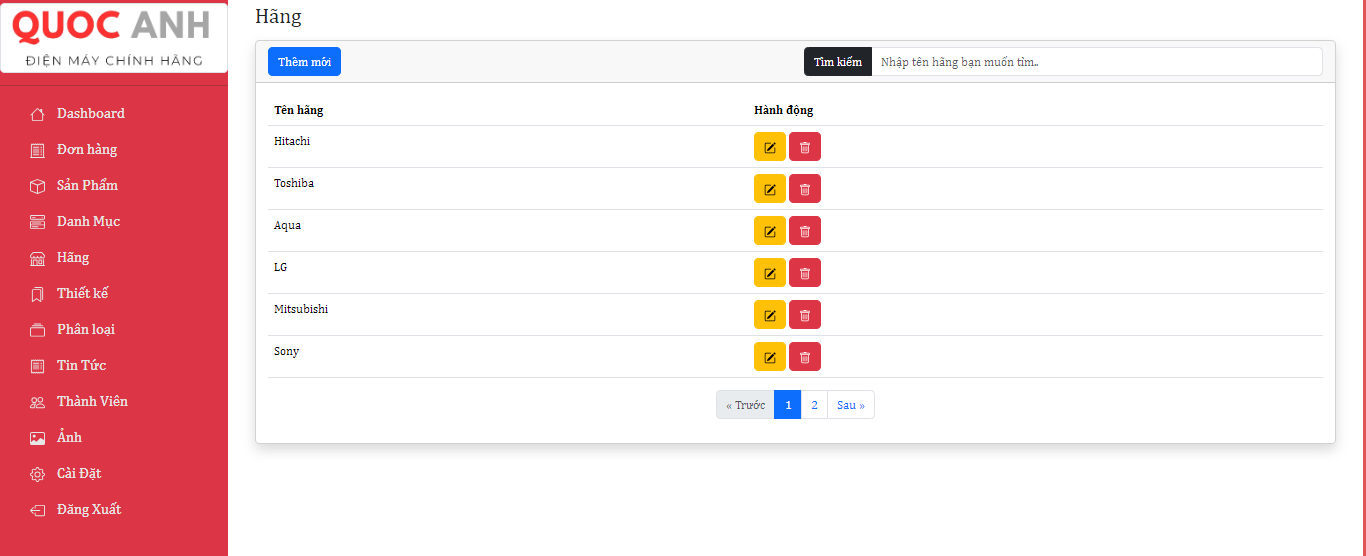 QUOC ANH
ĐIỆN MÁY CHÍNH HÃNG
Dashboard
Đơn hàng
Sản Phẩm
Danh Mục
Hãng
Thiết kế
Phân loại
Tin Tức
Thành Viên
Ảnh
Cài Đặt
Đăng Xuất
Hãng
Thêm mới
Tìm kiếm Nhập tên hãng bạn muốn tìm..
Tên hãng Hành động
Hitachi
Toshiba
Aqua
LG
Mitsubishi
Sony
« Trước 1 2 Sau »